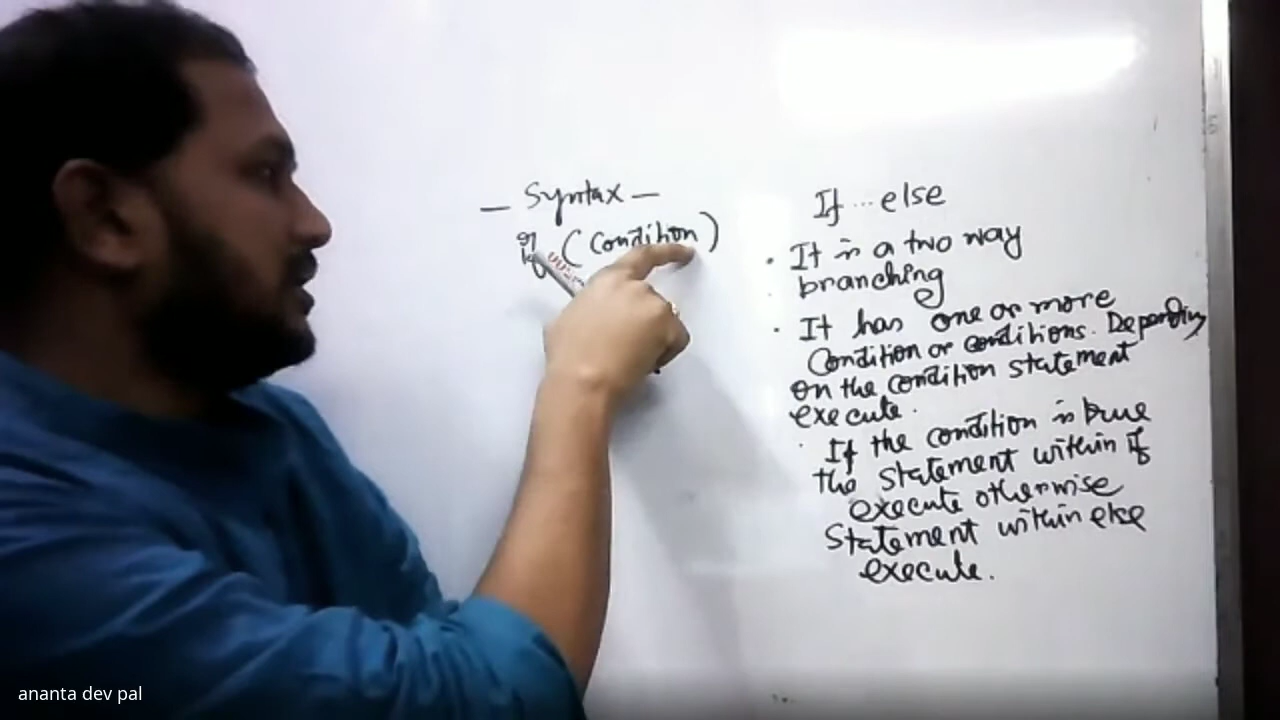 — Syntax —
If (Condition)
If ... else
• It is a two way
branching
• It has one or more
Condition or conditions. Depending
on the condition statement
execute.
• If the condition is true
the statement within if
execute otherwise
Statement within else
execute.
ananta dev pal